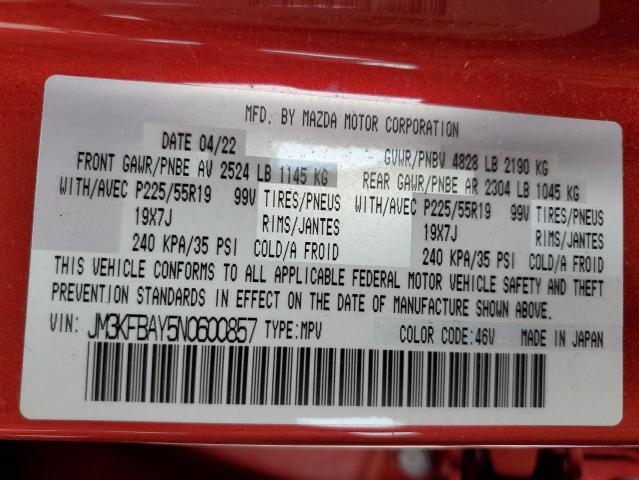 MFD. BY MAZDA MOTOR CORPORATION
DATE 04/22 GVWR/PNBV 4828 LB 2190 KG
FRONT GAWR/PNBE AV 2524 LB 1145 KG REAR GAWR/PNBE AR 2304 LB 1045 KG
WITH/AVEC P225/55R19 99V TIRES/PNEUS WITH/AVEC P225/55R19 99V TIRES/PNEUS
19X7J RIMS/JANTES 19X7J RIMS/JANTES
240 KPA/35 PSI COLD/A FROID 240 KPA/35 PSI COLD/A FROID
THIS VEHICLE CONFORMS TO ALL APPLICABLE FEDERAL MOTOR VEHICLE SAFETY AND THEFT
PREVENTION STANDARDS IN EFFECT ON THE DATE OF MANUFACTURE SHOWN ABOVE.
VIN: JM3KFBAY5N0600857 TYPE:MPV COLOR CODE:46V MADE IN JAPAN